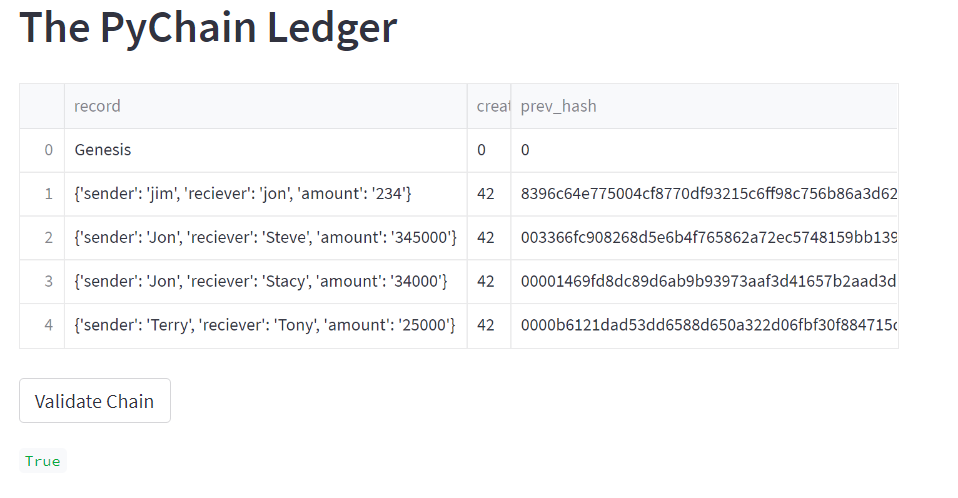 The PyChain Ledger
record creat prev_hash
0 Genesis 0 0
1 {'sender': 'jim', 'reciever': 'jon', 'amount': '234'} 42 8396c64e775004cf8770df93215c6ff98c756b86a3d62
2 {'sender': 'Jon', 'reciever': 'Steve', 'amount': '345000'} 42 003366fc908268d5e6b4f765862a72ec5748159bb139
3 {'sender': 'Jon', 'reciever': 'Stacy', 'amount': '34000'} 42 00001469fd8dc89d6ab9b93973aaf3d41657b2aad3d
4 {'sender': 'Terry', 'reciever': 'Tony', 'amount': '25000'} 42 0000b6121dad53dd6588d650a322d06fbf30f884715c
Validate Chain
True